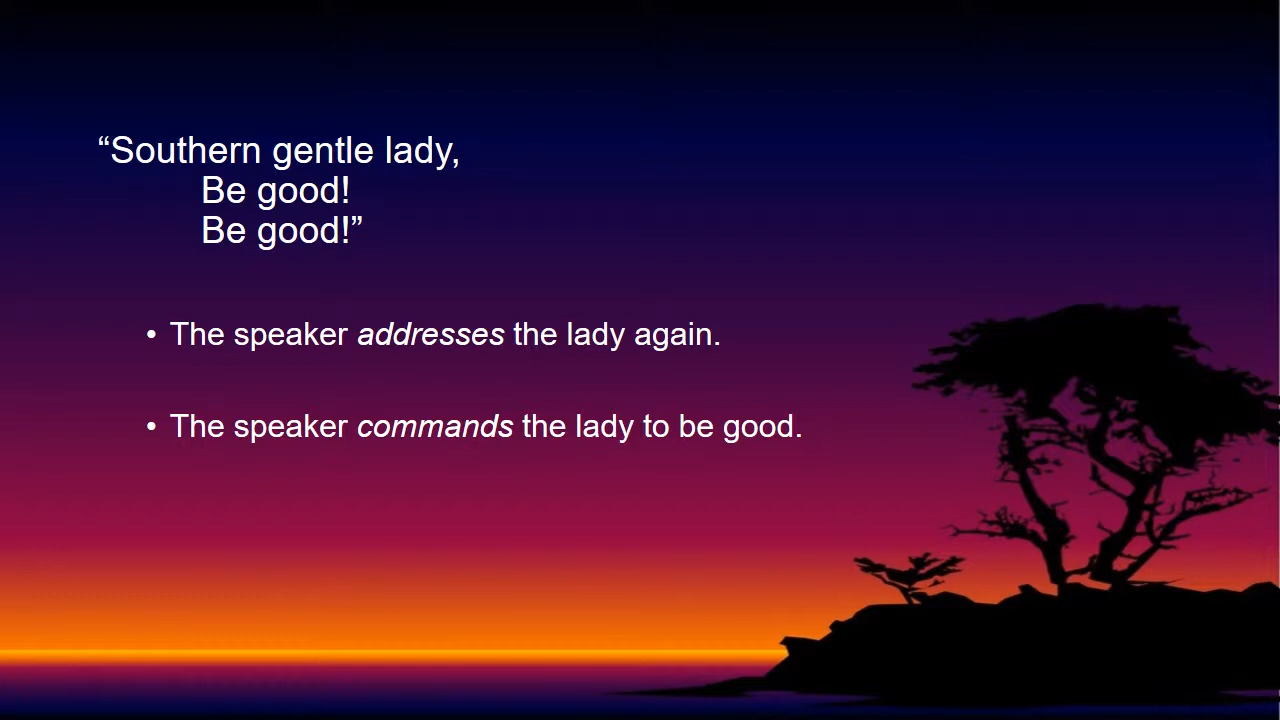 “Southern gentle lady,
Be good!
Be good!”
• The speaker addresses the lady again.
• The speaker commands the lady to be good.